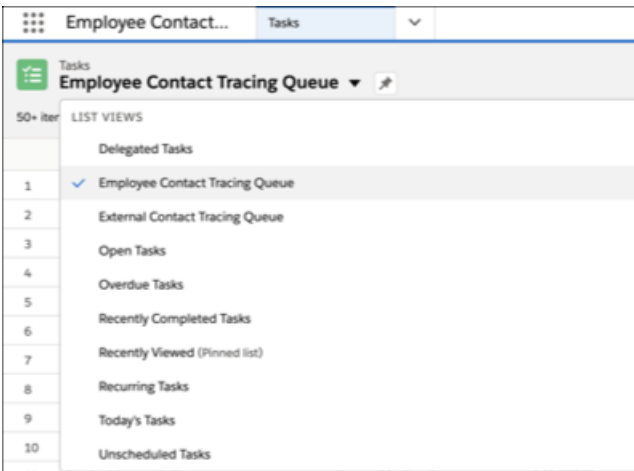 Employee Contact... Tasks
Tasks
Employee Contact Tracing Queue
50+ iter
LIST VIEWS
Delegated Tasks
1 Employee Contact Tracing Queue
2 External Contact Tracing Queue
3 Open Tasks
4 Overdue Tasks
5 Recently Completed Tasks
6
7 Recently Viewed (Pinned list)
8 Recurring Tasks
9 Today's Tasks
10 Unscheduled Tasks